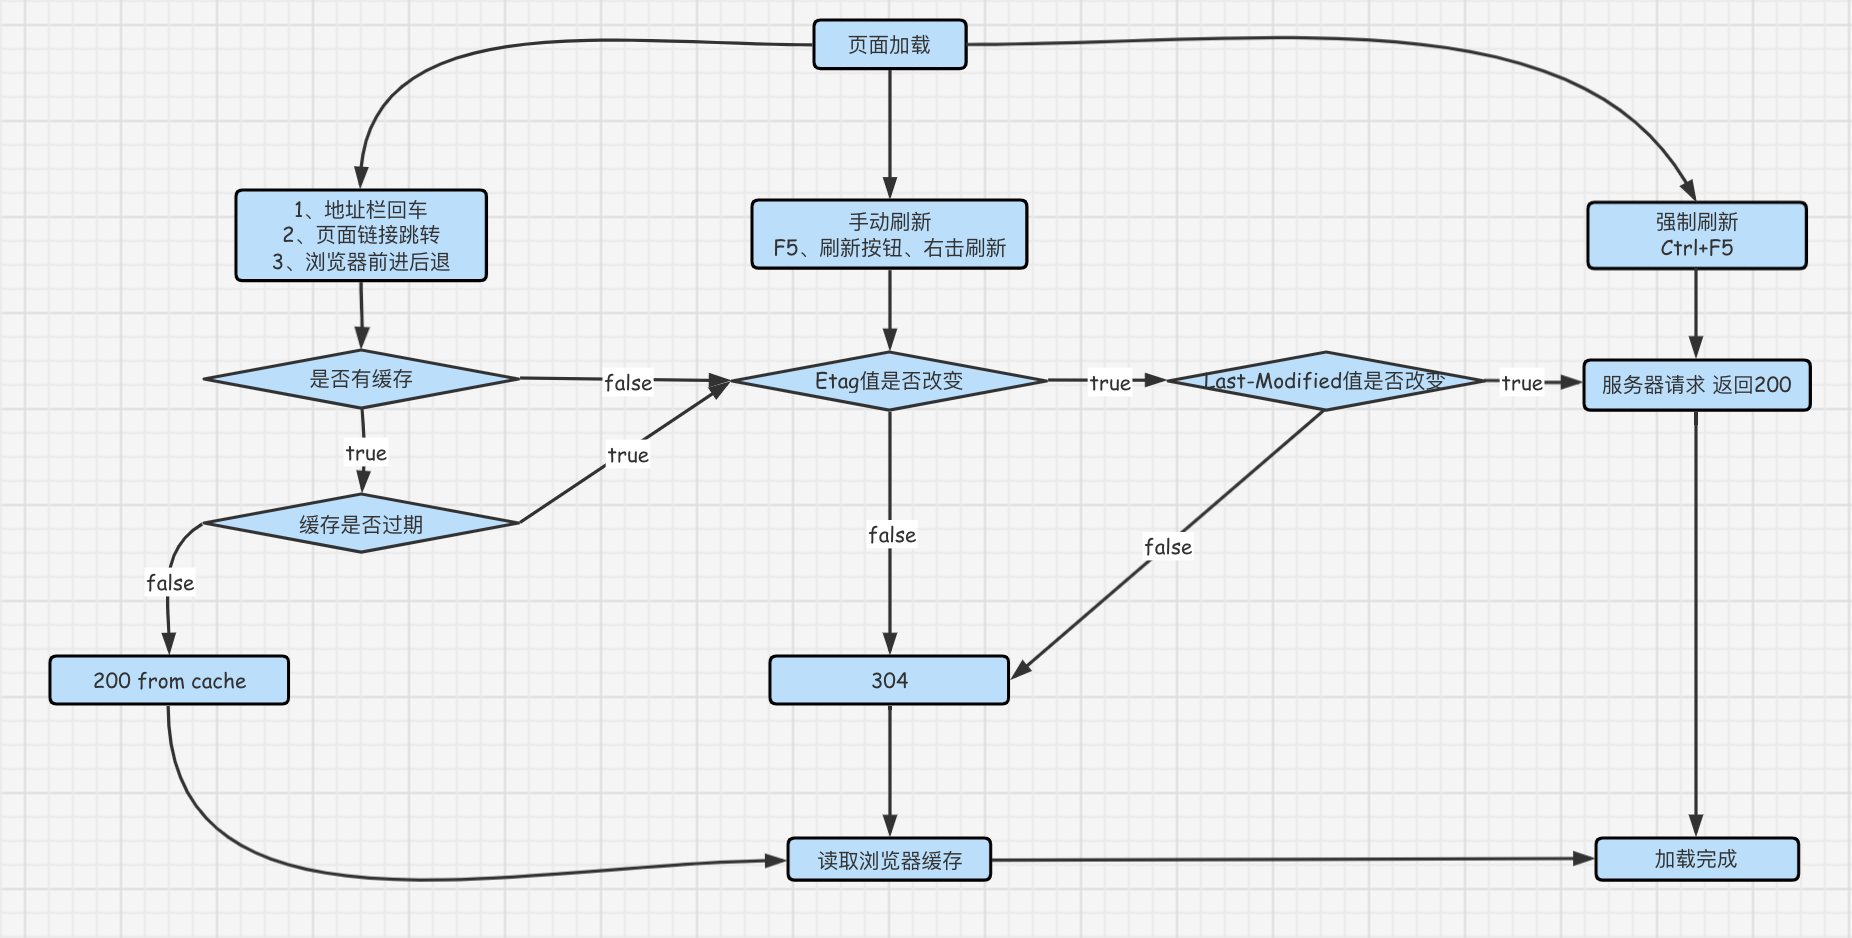 页面加载
1、地址栏回车
2、页面链接跳转
3、浏览器前进后退
手动刷新
F5、刷新按钮、右击刷新
强制刷新
Ctrl+F5
是否有缓存
false
Etag值是否改变
true
Last-Modified值是否改变
true
服务器请求 返回200
true
true
缓存是否过期
false
false
false
200 from cache
304
读取浏览器缓存
加载完成